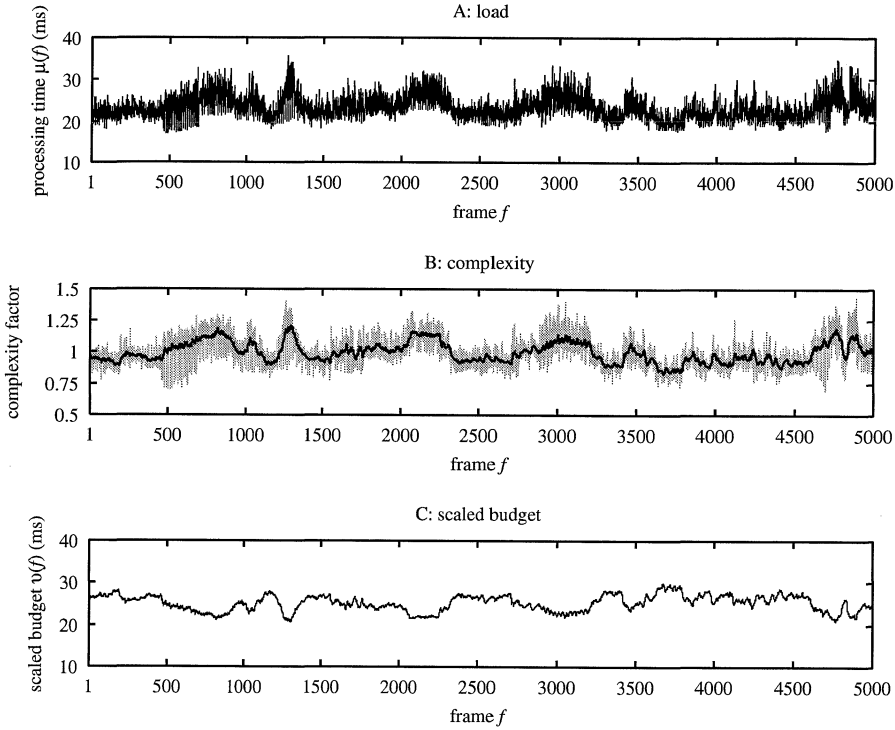 A: load
processing time μ(f) (ms)
40
30
20
10
1 500 1000 1500 2000 2500 3000 3500 4000 4500 5000
frame f
B: complexity
complexity factor
1.5
1.25
1
0.75
0.5
1 500 1000 1500 2000 2500 3000 3500 4000 4500 5000
frame f
C: scaled budget
scaled budget υ(f) (ms)
40
30
20
10
1 500 1000 1500 2000 2500 3000 3500 4000 4500 5000
frame f